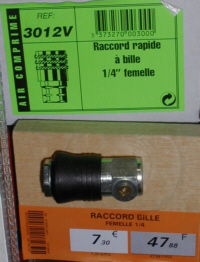 REF:
3012V
AIR COMPRIME
Raccord rapide
à bille
1/4" femelle
3373270003000
RACCORD BILLE
FEMELLE 1/4
7,30 €
47,88 F